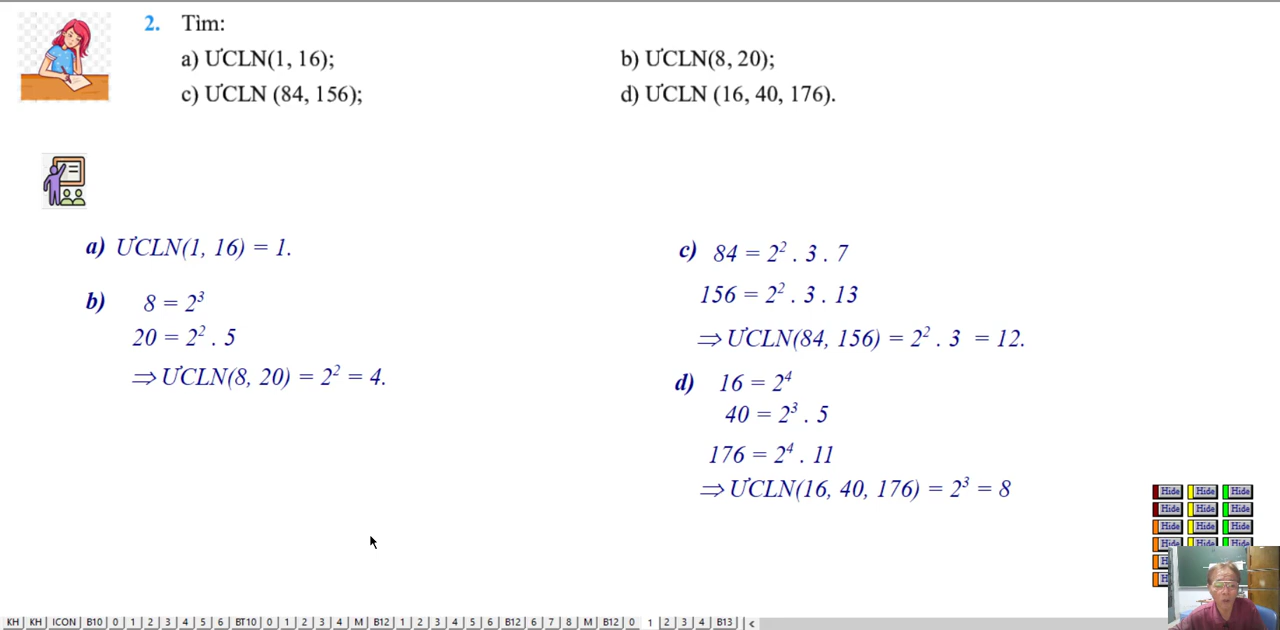 2. Tìm:
a) ƯCLN(1, 16);
b) ƯCLN(8, 20);
c) ƯCLN (84, 156);
d) ƯCLN (16, 40, 176).
a) ƯCLN(1, 16) = 1.
b) 8 = 2³
20 = 2² . 5
⇒ ƯCLN(8, 20) = 2² = 4.
c) 84 = 2² . 3 . 7
156 = 2² . 3 . 13
⇒ ƯCLN(84, 156) = 2² . 3 = 12.
d) 16 = 2⁴
40 = 2³ . 5
176 = 2⁴ . 11
⇒ ƯCLN(16, 40, 176) = 2³ = 8
Hide Hide Hide
Hide Hide Hide
Hide Hide Hide
Hide Hide Hide
KH KH ICON B10 0 1 2 3 4 5 6 BT10 0 1 2 3 4 M B12 1 2 3 4 5 6 B12 6 7 8 M B12 0 1 2 3 4 B13 <